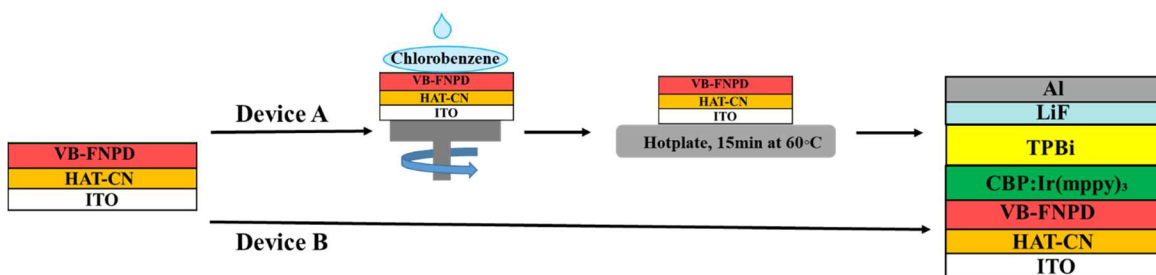 VB-FNPD
HAT-CN
ITO
Device A
Device B
Chlorobenzene
VB-FNPD
HAT-CN
ITO
VB-FNPD
HAT-CN
ITO
Hotplate, 15min at 60◦C
Al
LiF
TPBi
CBP:Ir(mppy)₃
VB-FNPD
HAT-CN
ITO